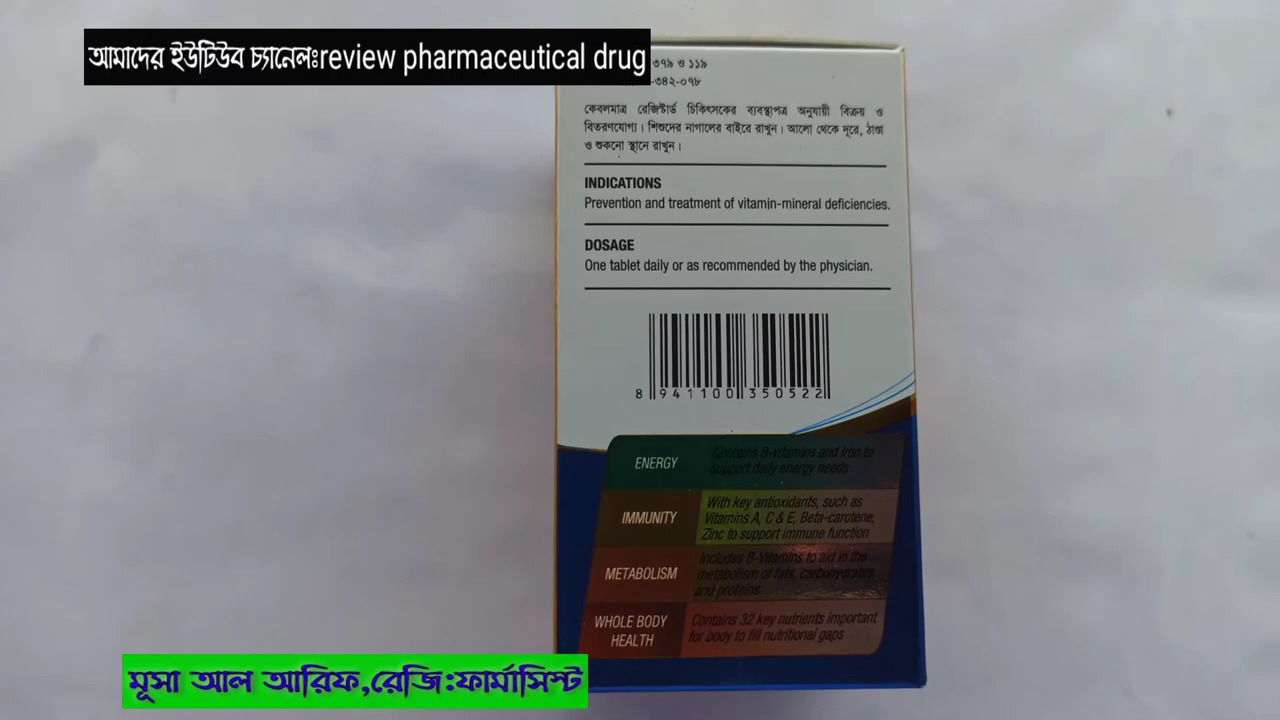 আমাদের ইউটিউব চ্যানেলঃreview pharmaceutical drug
৩৭৯ ও ১১৯
-৩৪২-০৭৮
কেবলমাত্র রেজিস্টার্ড চিকিৎসকের ব্যবস্থাপত্র অনুযায়ী বিক্রয় ও
বিতরণযোগ্য। শিশুদের নাগালের বাইরে রাখুন। আলো থেকে দূরে, ঠাণ্ডা
ও শুকনো স্থানে রাখুন।
INDICATIONS
Prevention and treatment of vitamin-mineral deficiencies.
DOSAGE
One tablet daily or as recommended by the physician.
8 941100 350522
ENERGY
Contains B-vitamins and Iron to
support daily energy needs
IMMUNITY
With key antioxidants, such as
Vitamins A, C & E, Beta-carotene,
Zinc to support immune function
METABOLISM
Includes B-Vitamins to aid in the
metabolism of fats, carbohydrates,
and proteins
WHOLE BODY
HEALTH
Contains 32 key nutrients important
for body to fill nutritional gaps
মূসা আল আরিফ,রেজি:ফার্মাসিস্ট